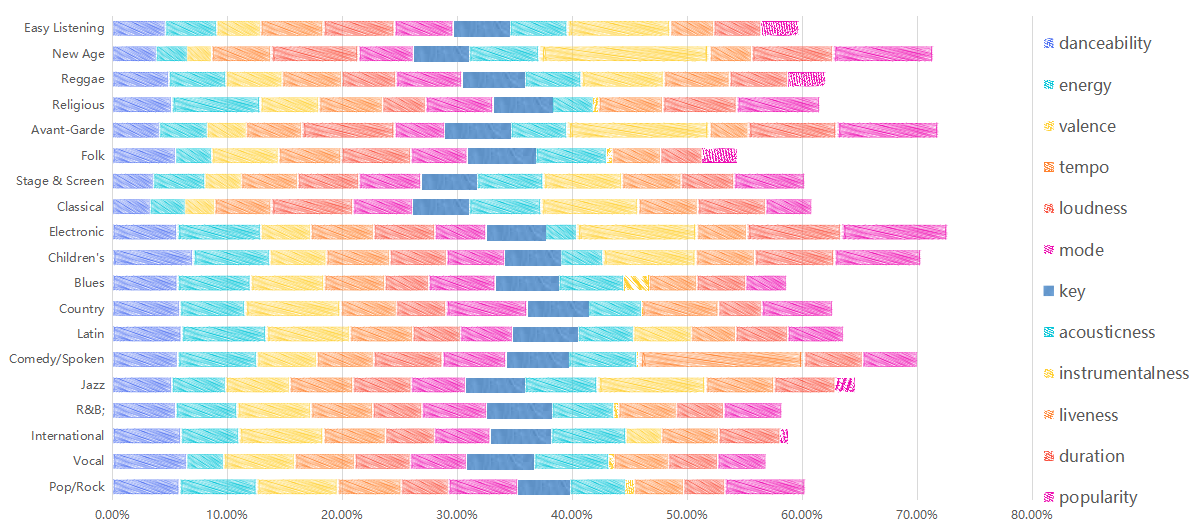 Easy Listening
New Age
Reggae
Religious
Avant-Garde
Folk
Stage & Screen
Classical
Electronic
Children's
Blues
Country
Latin
Comedy/Spoken
Jazz
R&B;
International
Vocal
Pop/Rock
0.00% 10.00% 20.00% 30.00% 40.00% 50.00% 60.00% 70.00% 80.00%
danceability
energy
valence
tempo
loudness
mode
key
acousticness
instrumentalness
liveness
duration
popularity